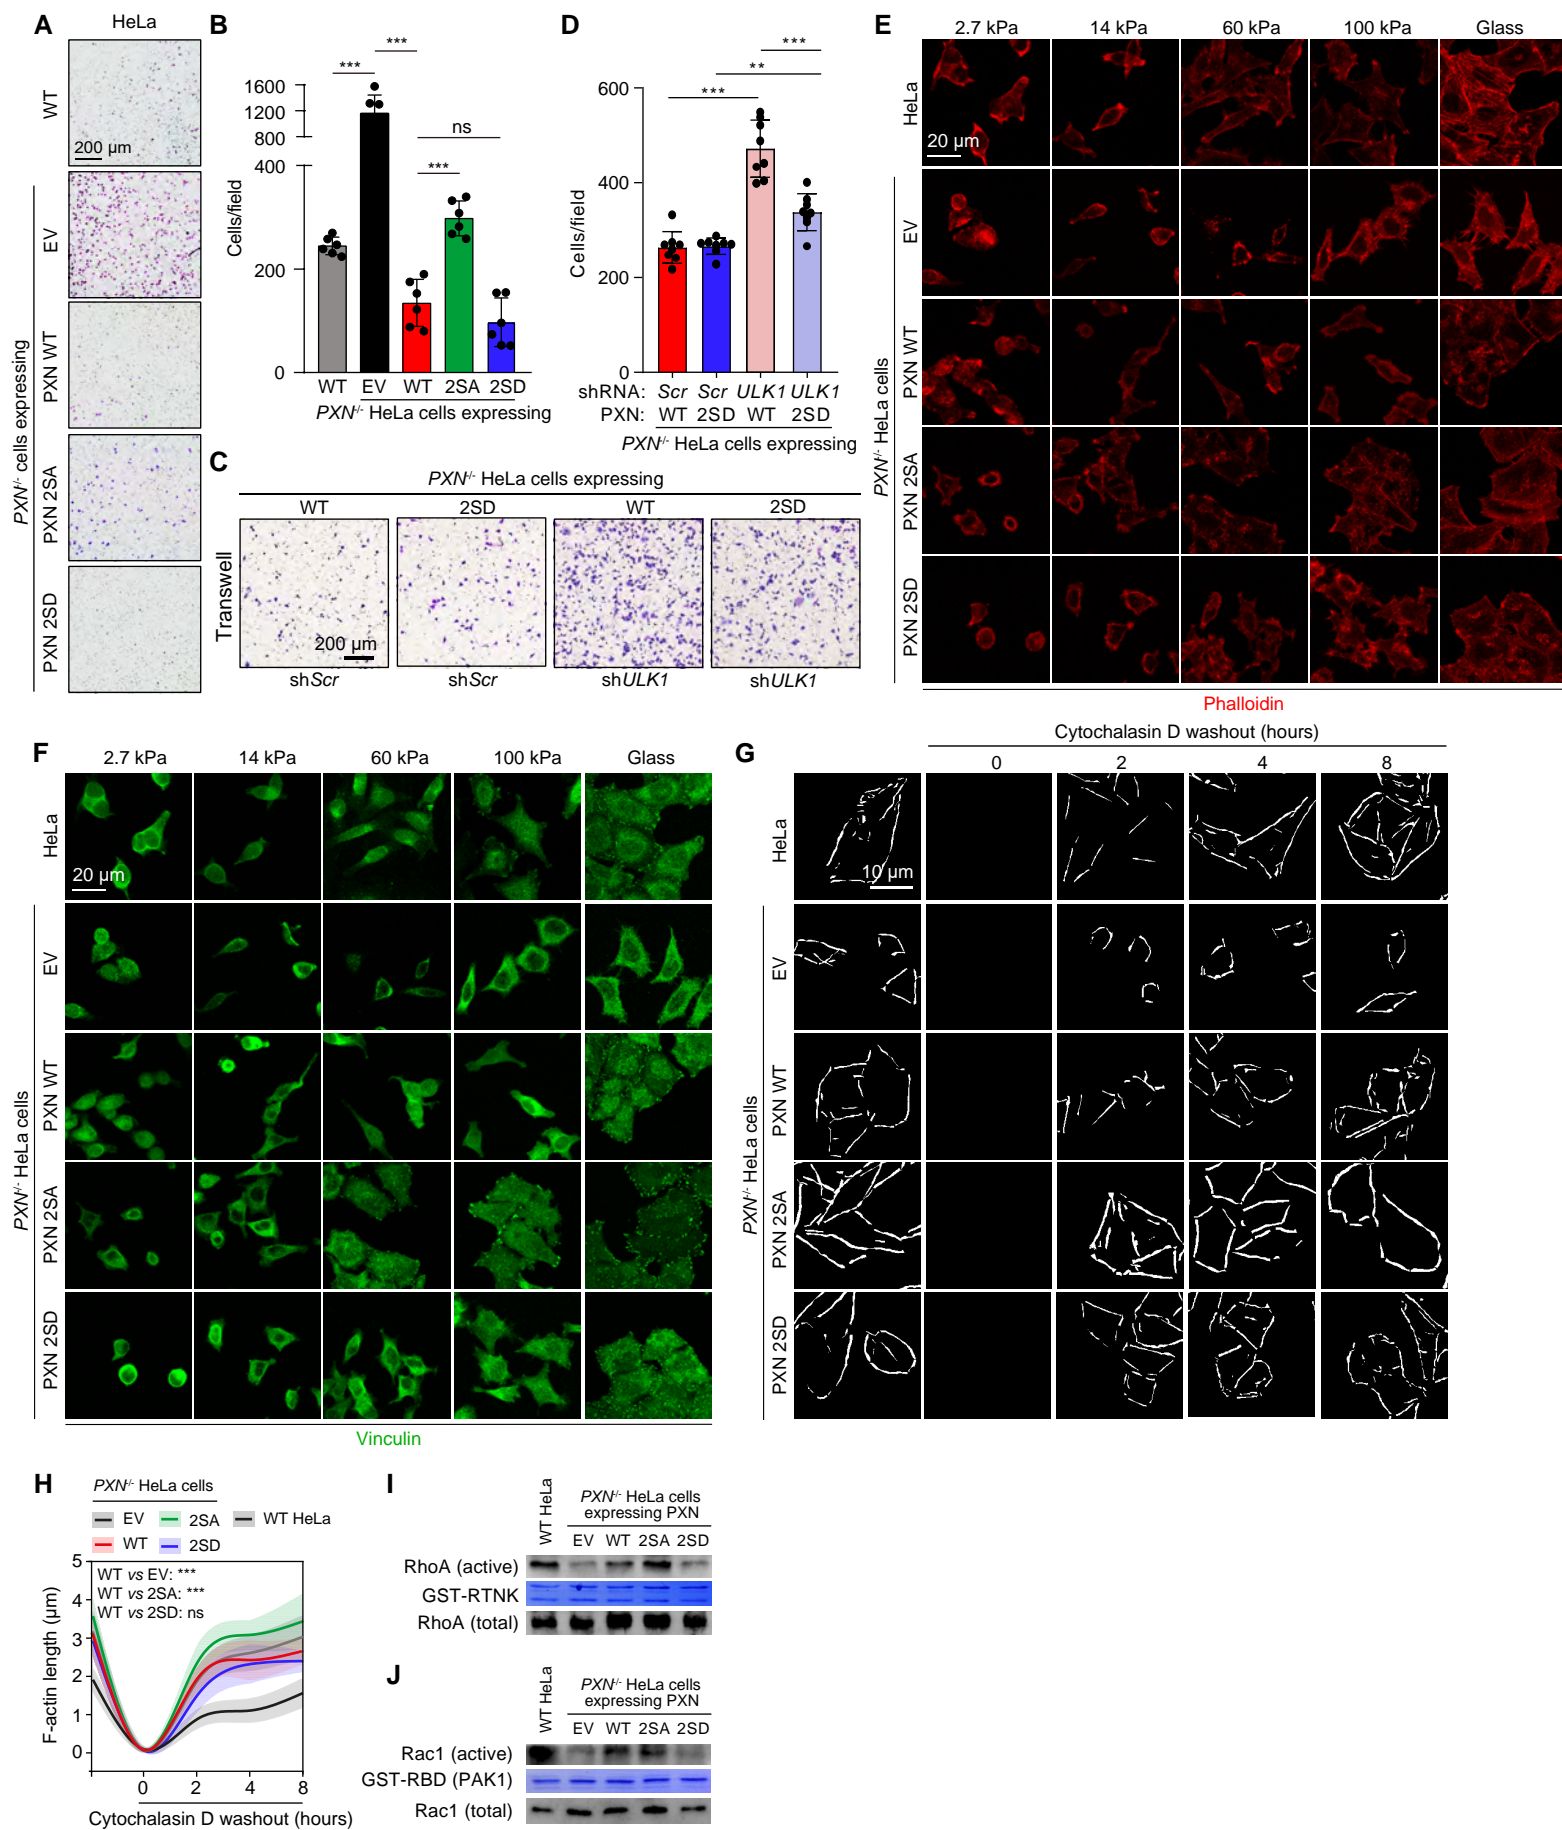 A
HeLa
WT
200 µm
EV
PXN WT
PXN 2SA
PXN 2SD
PXN-/- cells expressing
B
***
***
ns
***
1600
1200
800
400
200
0
Cells/field
WT EV WT 2SA 2SD
PXN-/- HeLa cells expressing
C
PXN-/- HeLa cells expressing
WT 2SD WT 2SD
Transwell
200 µm
shScr shScr shULK1 shULK1
D
***
**
***
600
400
200
0
Cells/field
shRNA: Scr Scr ULK1 ULK1
PXN: WT 2SD WT 2SD
PXN-/- HeLa cells expressing
E
2.7 kPa 14 kPa 60 kPa 100 kPa Glass
HeLa
20 µm
EV
PXN WT
PXN 2SA
PXN 2SD
PXN-/- HeLa cells
Phalloidin
F
2.7 kPa 14 kPa 60 kPa 100 kPa Glass
HeLa
20 µm
EV
PXN WT
PXN 2SA
PXN 2SD
PXN-/- HeLa cells
Vinculin
G
Cytochalasin D washout (hours)
0 2 4 8
HeLa
10 µm
EV
PXN WT
PXN 2SA
PXN 2SD
PXN-/- HeLa cells
H
PXN-/- HeLa cells
EV 2SA WT HeLa
WT 2SD
WT vs EV: ***
WT vs 2SA: ***
WT vs 2SD: ns
5
4
3
2
1
0
F-actin length (µm)
0 2 4 8
Cytochalasin D washout (hours)
I
WT HeLa
PXN-/- HeLa cells
expressing PXN
EV WT 2SA 2SD
RhoA (active)
GST-RTNK
RhoA (total)
J
WT HeLa
PXN-/- HeLa cells
expressing PXN
EV WT 2SA 2SD
Rac1 (active)
GST-RBD (PAK1)
Rac1 (total)